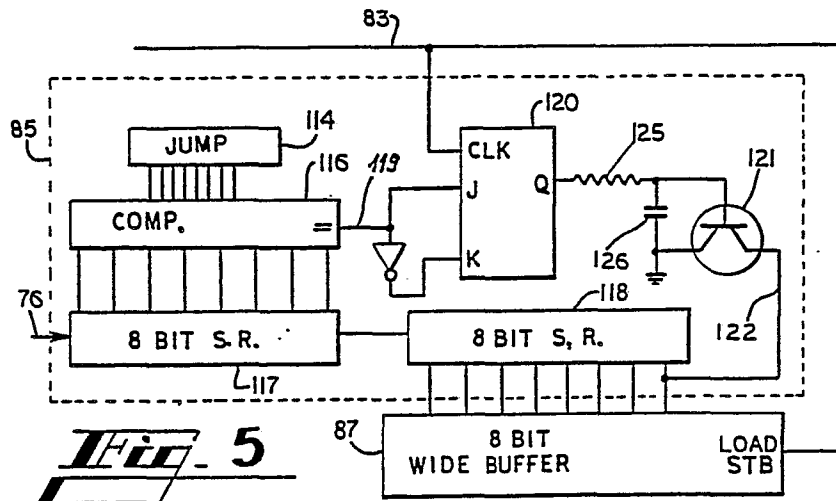 83
120
85
JUMP
114
125
CLK
116
119
121
COMP.
=
J
Q
K
126
118
76
8 BIT S.R.
8 BIT S,R.
122
117
87
8 BIT
WIDE BUFFER
LOAD
STB
Fig. 5